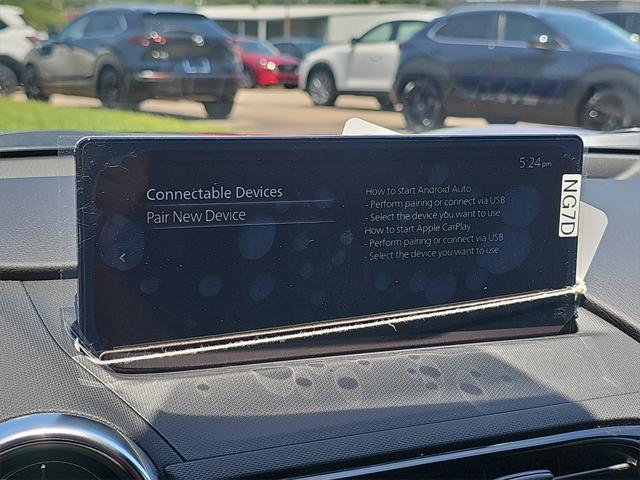 5:24pm
Connectable Devices
Pair New Device
How to start Android Auto
- Perform pairing or connect via USB
- Select the device you want to use
How to start Apple CarPlay
- Perform pairing or connect via USB
- Select the device you want to use
NG7D